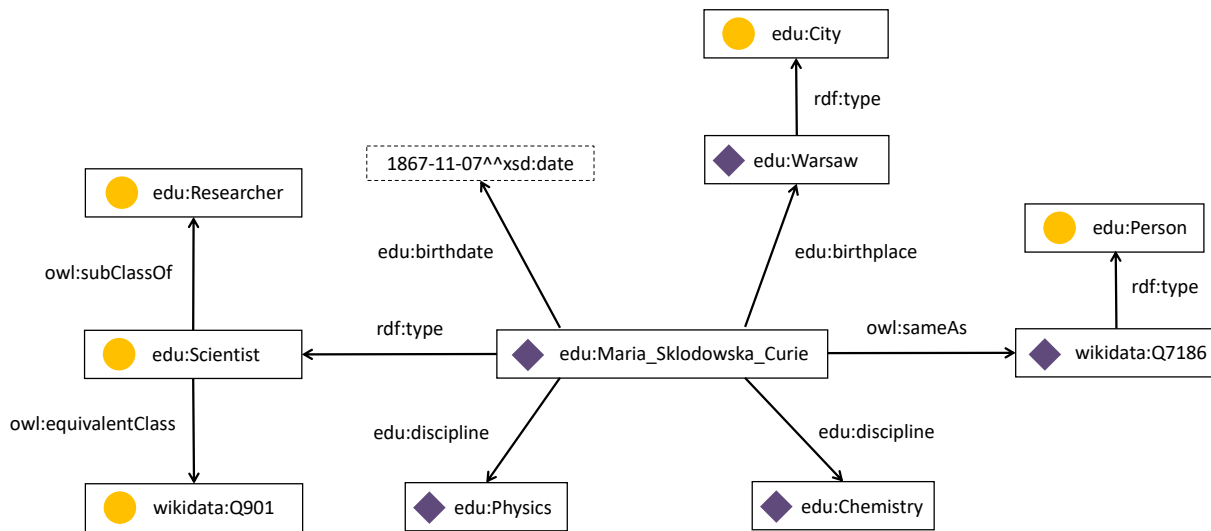 edu:City
rdf:type
1867-11-07^^xsd:date
edu:Warsaw
edu:Researcher
edu:Person
edu:birthdate
edu:birthplace
owl:subClassOf
rdf:type
rdf:type
owl:sameAs
edu:Scientist
edu:Maria_Sklodowska_Curie
wikidata:Q7186
owl:equivalentClass
edu:discipline
edu:discipline
wikidata:Q901
edu:Physics
edu:Chemistry